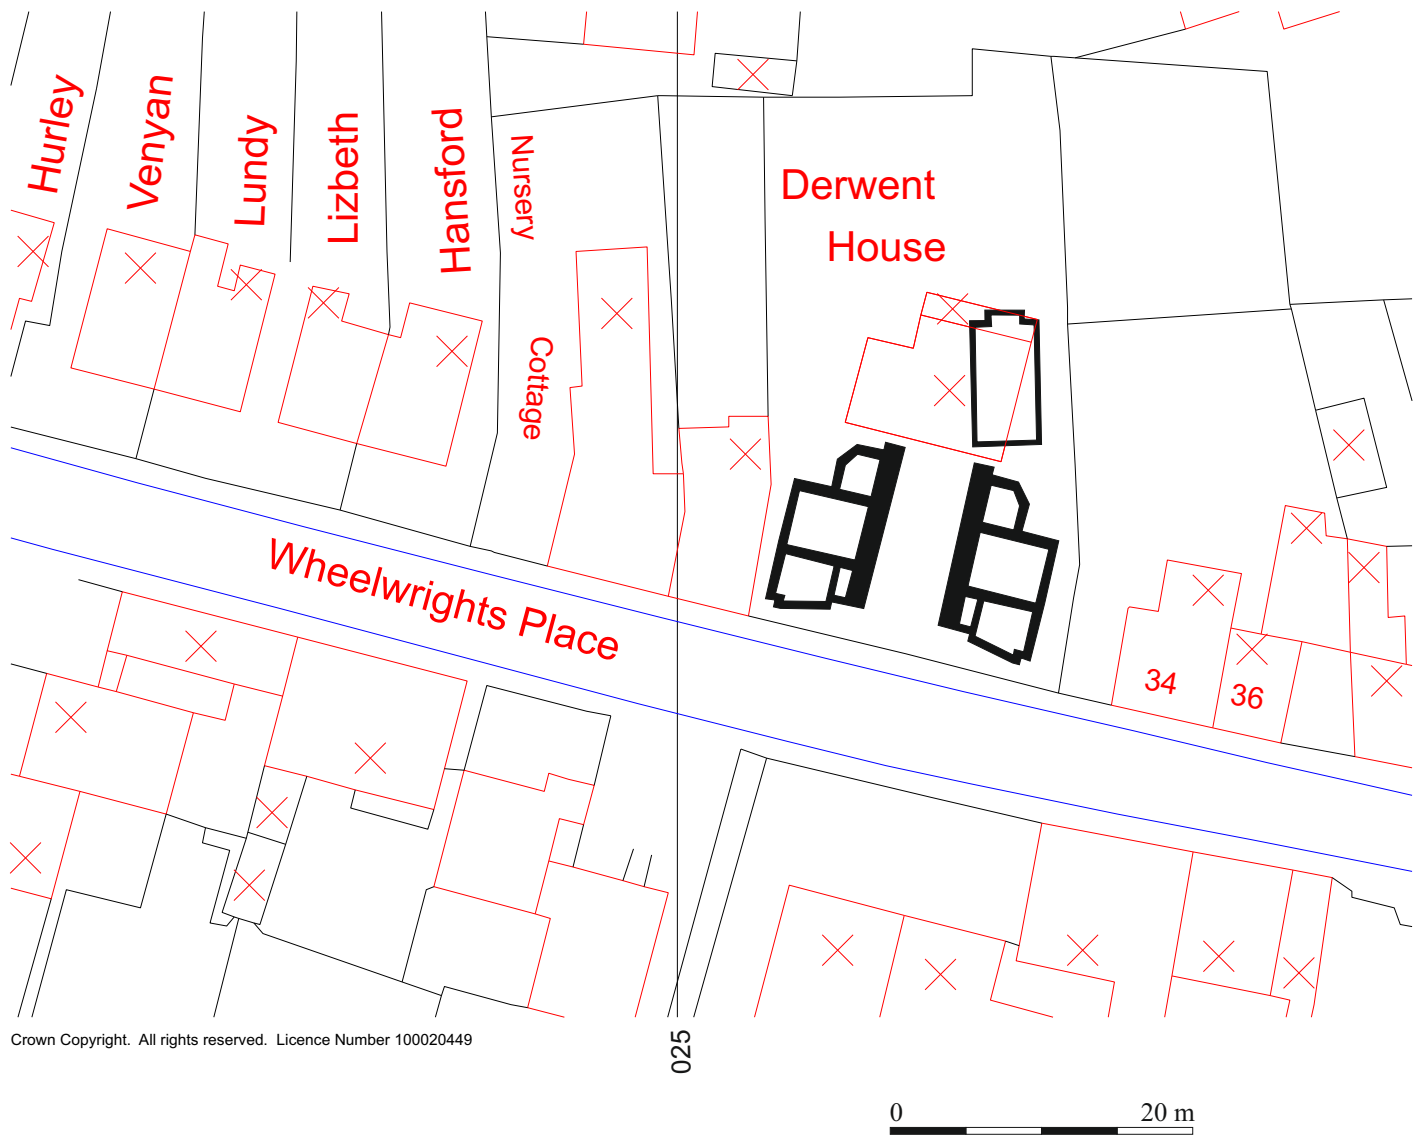 Hurley
Venyan
Lundy
Lizbeth
Hansford
Nursery
Cottage
Derwent
House
Wheelwrights Place
34
36
Crown Copyright. All rights reserved. Licence Number 100020449
025
0 20 m